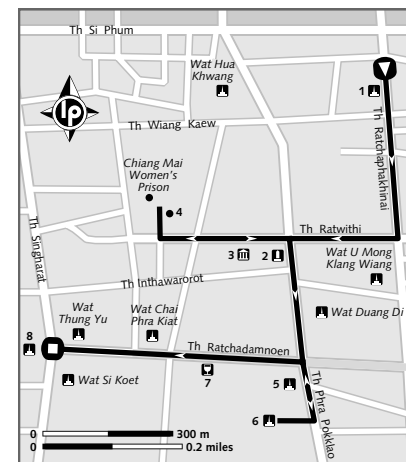 Th Si Phum
Wat Hua
Khwang
1
Th Ratchaphakhinai
lp
Th Wiang Kaew
Chiang Mai
Women's
Prison
4
Th Singharat
Th Ratwithi
3
2
Wat U Mong
Klang Wiang
Th Inthawarorot
Wat
Thung Yu
Wat Chai
Phra Kiat
Wat Duang Di
8
Th Ratchadamnoen
Wat Si Koet
7
5
Th Phra Pokklao
6
0 300 m
0 0.2 miles